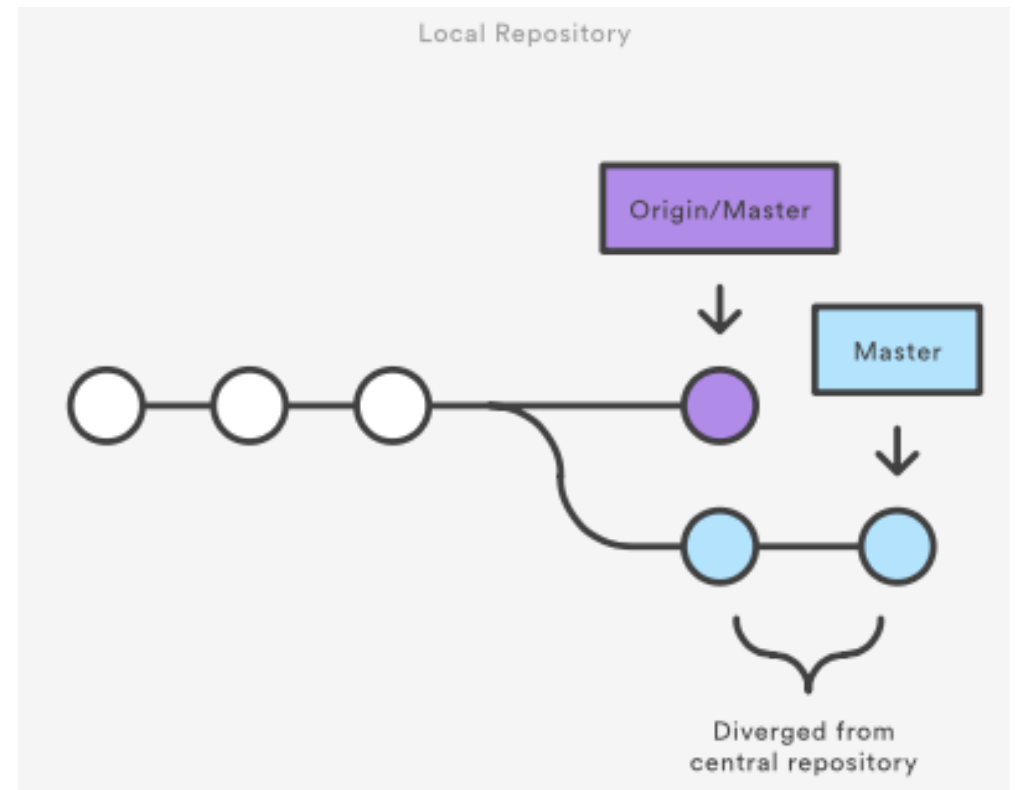 Local Repository
Origin/Master
Master
Diverged from
central repository